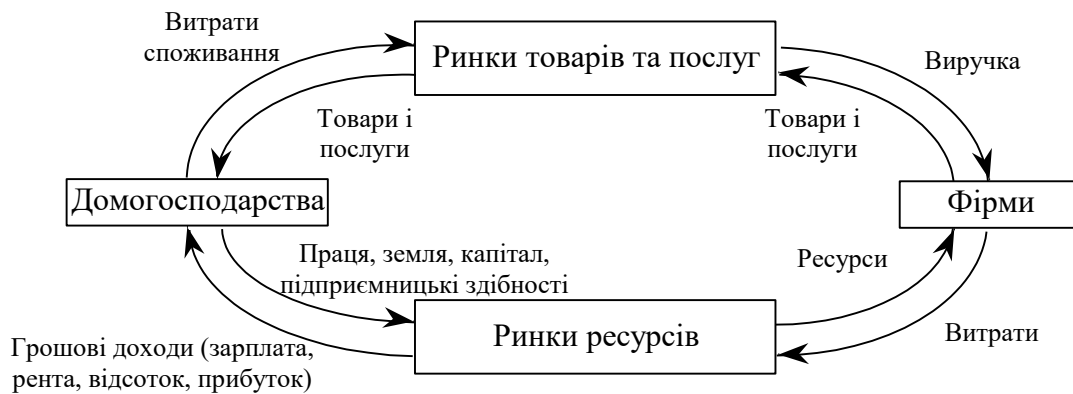 Витрати
споживання
Ринки товарів та послуг
Виручка
Товари і
послуги
Товари і
послуги
Домогосподарства
Фірми
Праця, земля, капітал,
підприємницькі здібності
Ресурси
Ринки ресурсів
Витрати
Грошові доходи (зарплата,
рента, відсоток, прибуток)